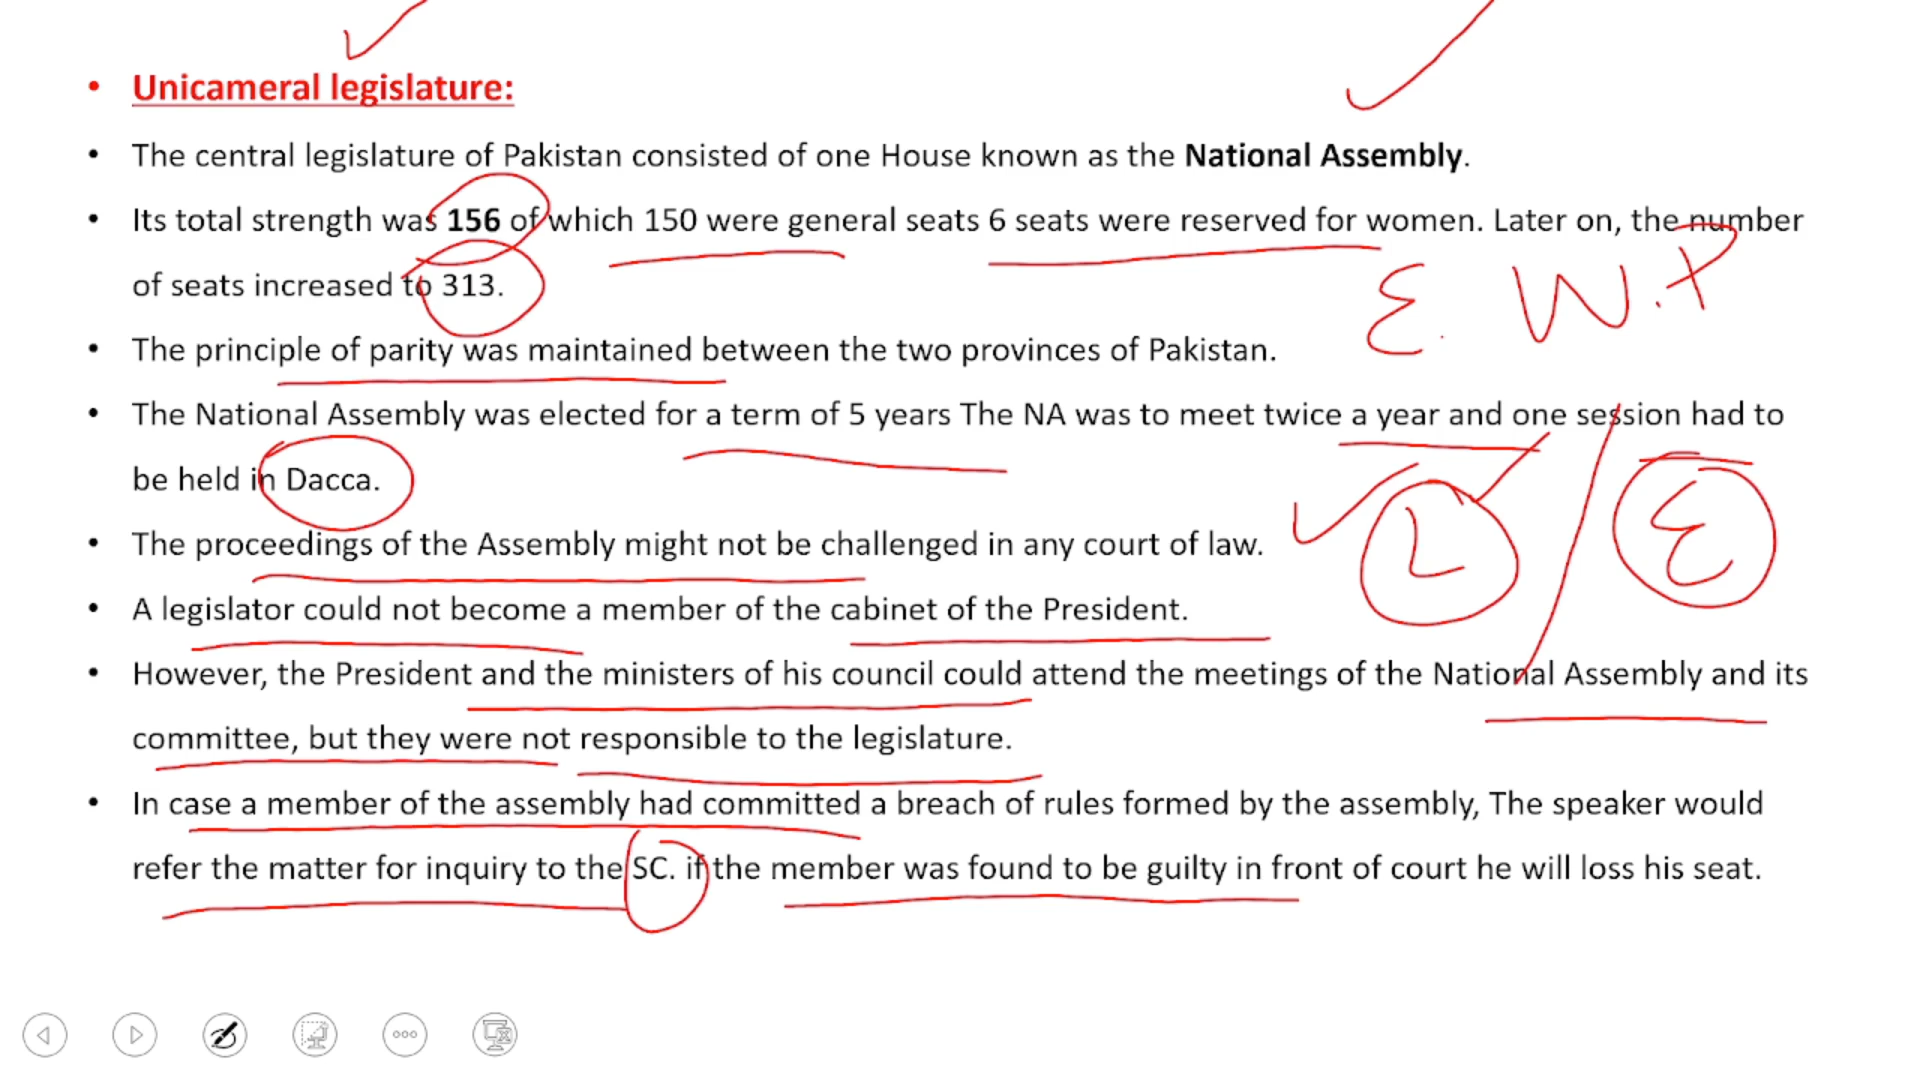 • Unicameral legislature:
• The central legislature of Pakistan consisted of one House known as the National Assembly.
• Its total strength was 156 of which 150 were general seats 6 seats were reserved for women. Later on, the number
of seats increased to 313.
E. W.P
• The principle of parity was maintained between the two provinces of Pakistan.
• The National Assembly was elected for a term of 5 years The NA was to meet twice a year and one session had to
be held in Dacca.
L / E
• The proceedings of the Assembly might not be challenged in any court of law.
• A legislator could not become a member of the cabinet of the President.
• However, the President and the ministers of his council could attend the meetings of the National Assembly and its
committee, but they were not responsible to the legislature.
• In case a member of the assembly had committed a breach of rules formed by the assembly, The speaker would
refer the matter for inquiry to the SC. if the member was found to be guilty in front of court he will loss his seat.